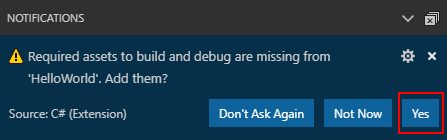 NOTIFICATIONS
Required assets to build and debug are missing from
'HelloWorld'. Add them?
Source: C# (Extension)
Don't Ask Again
Not Now
Yes